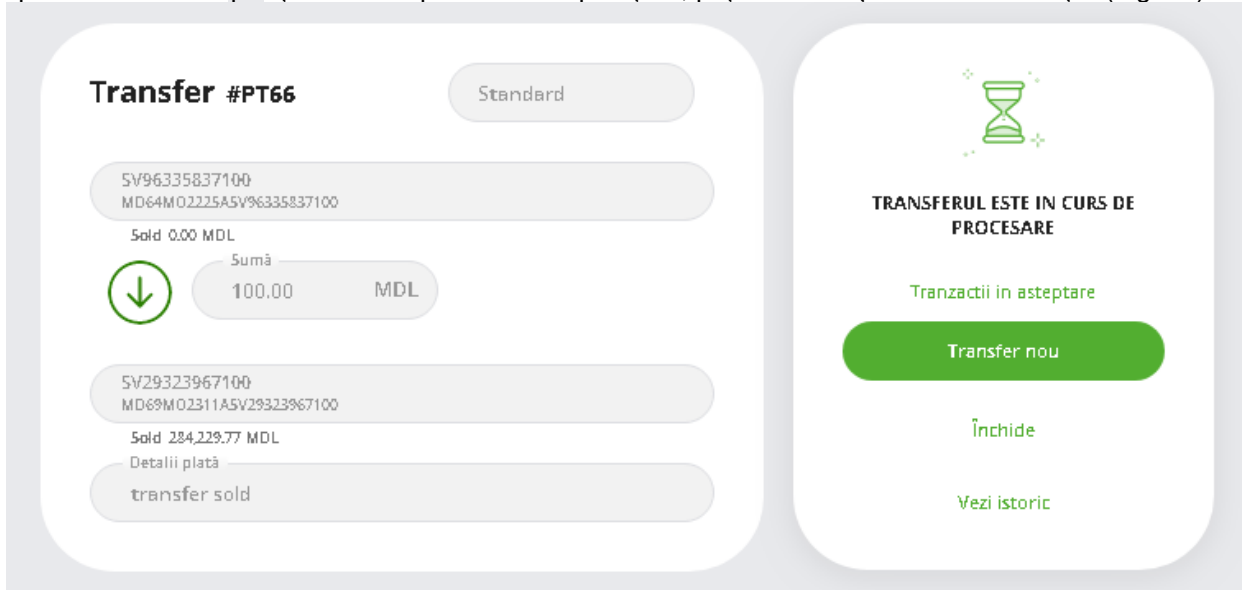 Transfer #PT66
Standard
SV96335837100
MD64MO2225ASV96335837100
Sold 0.00 MDL
Sumă
100.00 MDL
SV29323967100
MD69MO2311ASV29323967100
Sold 284,229.77 MDL
Detalii plată
transfer sold
TRANSFERUL ESTE IN CURS DE
PROCESARE
Tranzactii in asteptare
Transfer nou
Închide
Vezi istoric